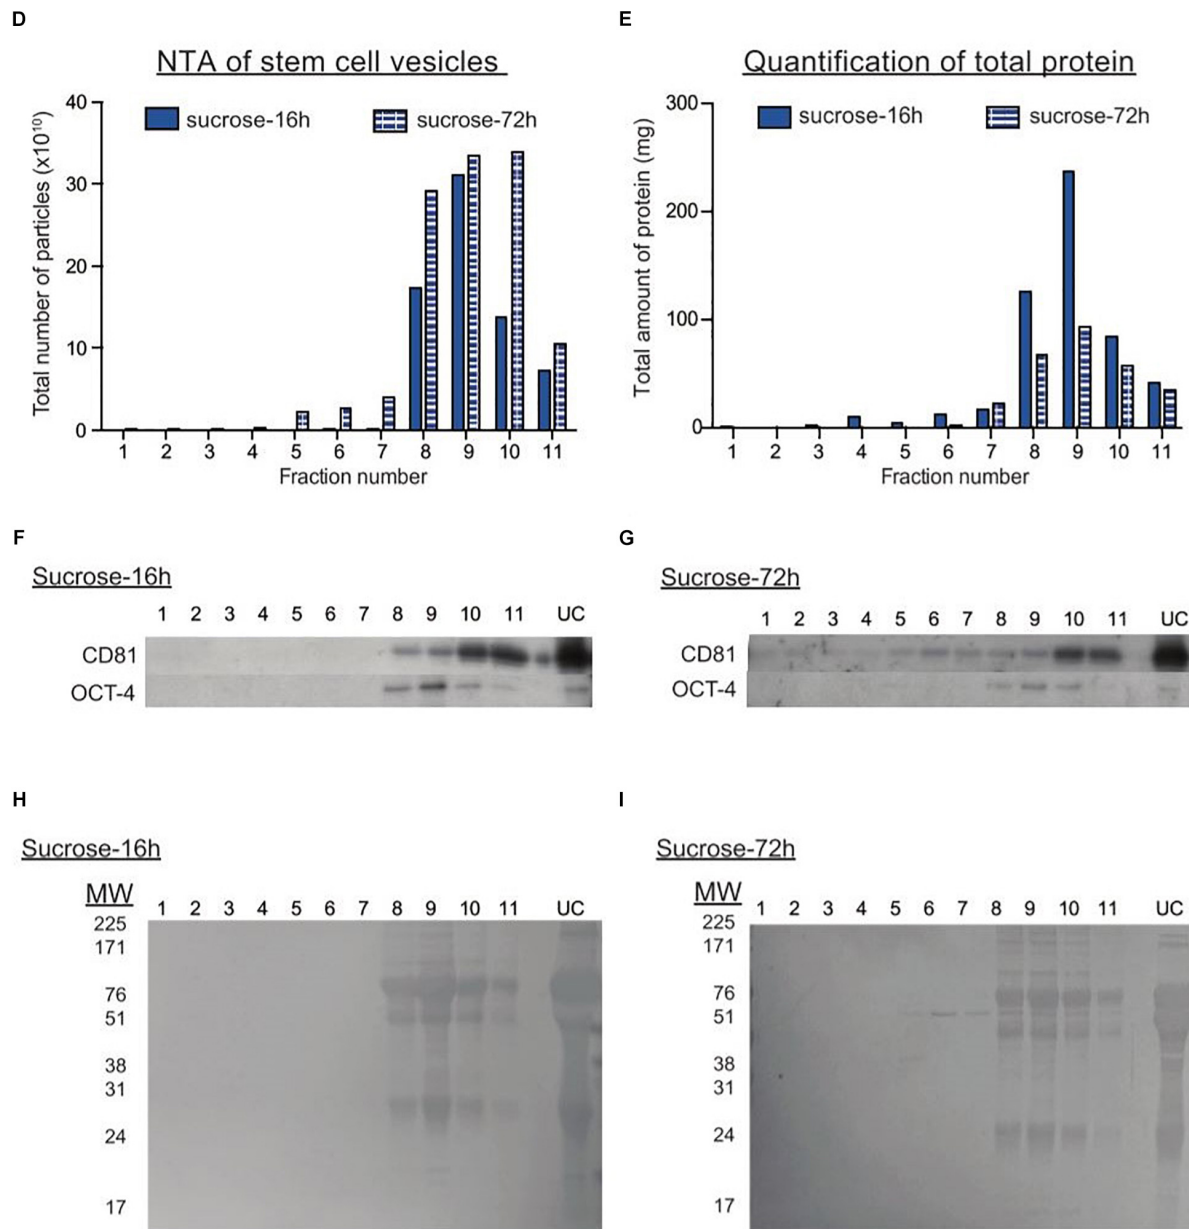 D
NTA of stem cell vesicles
sucrose-16h sucrose-72h
Total number of particles (x10¹⁰)
40
30
20
10
0
1 2 3 4 5 6 7 8 9 10 11
Fraction number
E
Quantification of total protein
sucrose-16h sucrose-72h
Total amount of protein (mg)
300
200
100
0
1 2 3 4 5 6 7 8 9 10 11
Fraction number
F
Sucrose-16h
1 2 3 4 5 6 7 8 9 10 11 UC
CD81
OCT-4
G
Sucrose-72h
1 2 3 4 5 6 7 8 9 10 11 UC
CD81
OCT-4
H
Sucrose-16h
MW 1 2 3 4 5 6 7 8 9 10 11 UC
225
171
76
51
38
31
24
17
I
Sucrose-72h
MW 1 2 3 4 5 6 7 8 9 10 11 UC
225
171
76
51
38
31
24
17